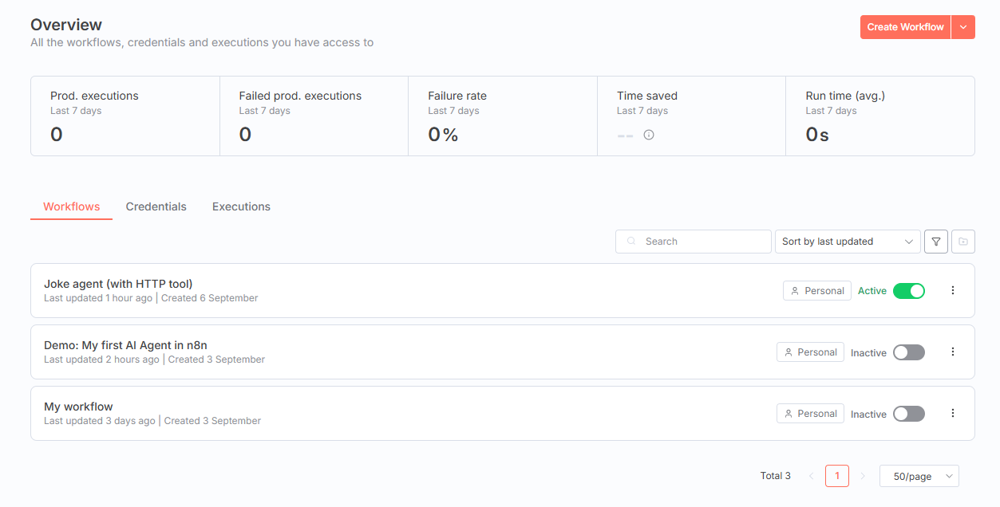 Overview
All the workflows, credentials and executions you have access to
Create Workflow
Prod. executions
Last 7 days
0
Failed prod. executions
Last 7 days
0
Failure rate
Last 7 days
0%
Time saved
Last 7 days
--
Run time (avg.)
Last 7 days
0s
Workflows
Credentials
Executions
Search
Sort by last updated
Joke agent (with HTTP tool)
Last updated 1 hour ago | Created 6 September
Personal
Active
Demo: My first AI Agent in n8n
Last updated 2 hours ago | Created 3 September
Personal
Inactive
My workflow
Last updated 3 days ago | Created 3 September
Personal
Inactive
Total 3
1
50/page